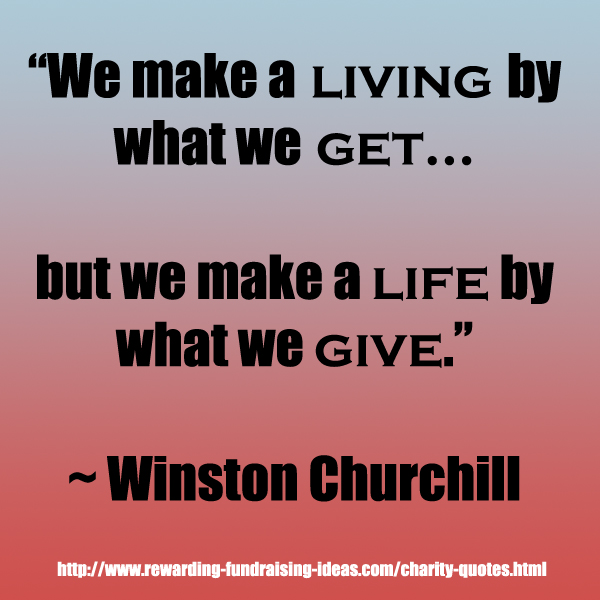 “We make a LIVING by
what we GET...
but we make a LIFE by
what we GIVE.”
~ Winston Churchill
http://www.rewarding-fundraising-ideas.com/charity-quotes.html